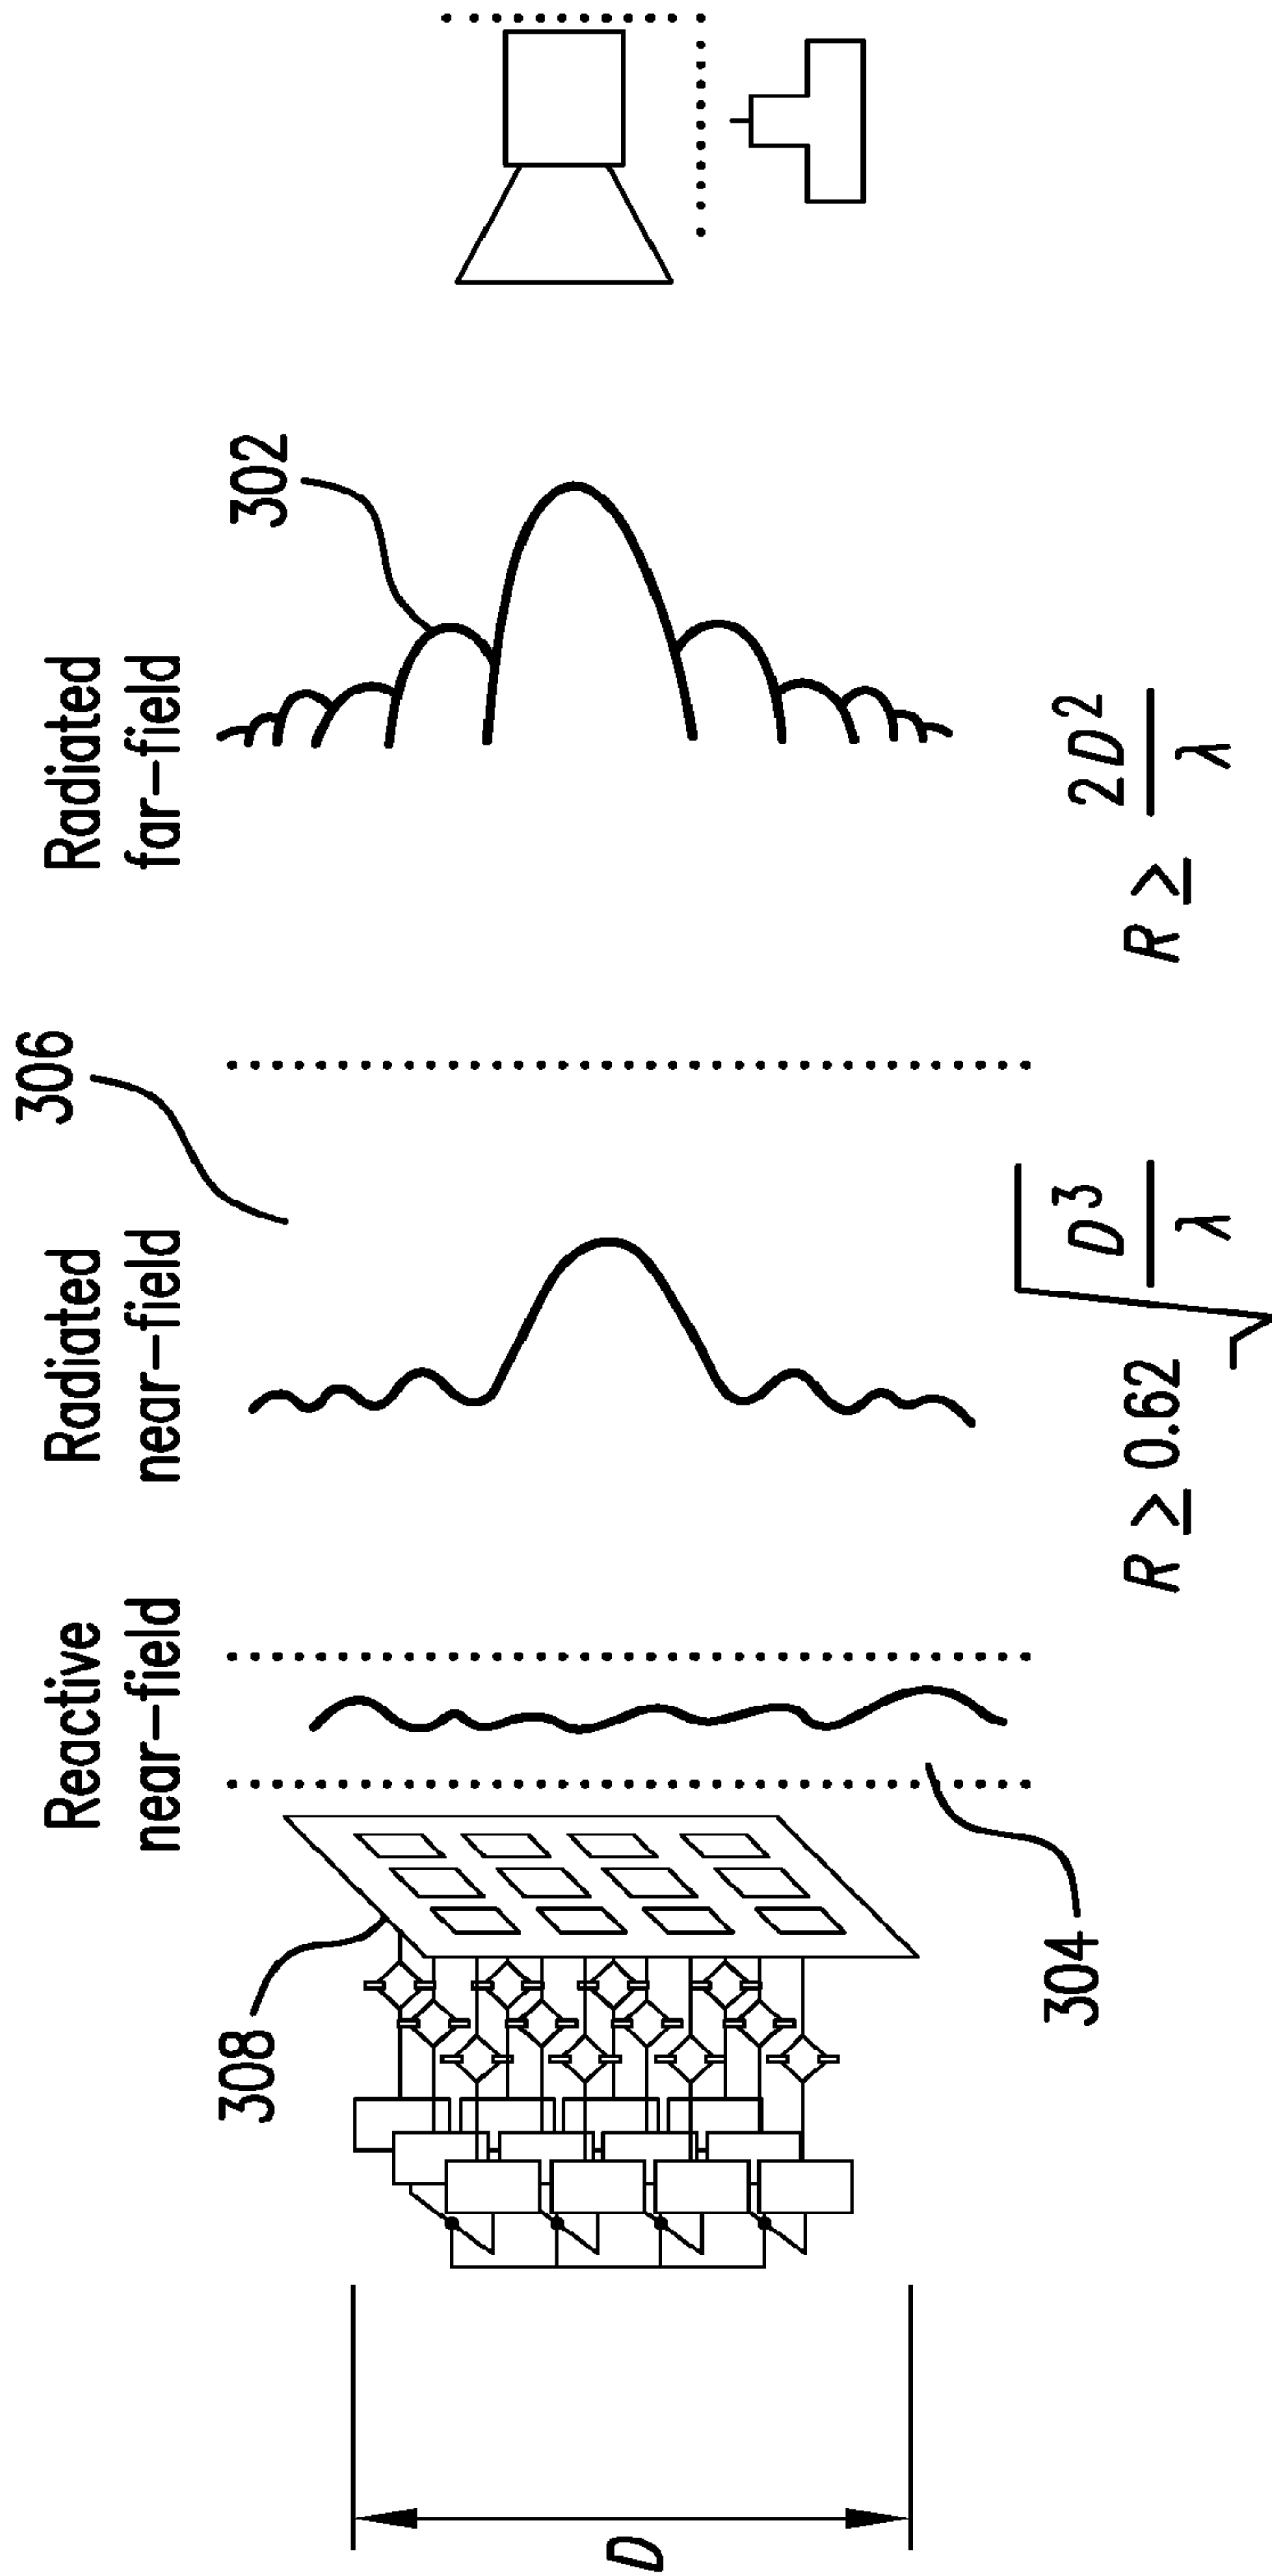 Reactive
near-field
Radiated
near-field
306
Radiated
far-field
302
308
304
D
R ≥ 0.62 √ D³ / λ
R ≥ 2D² / λ